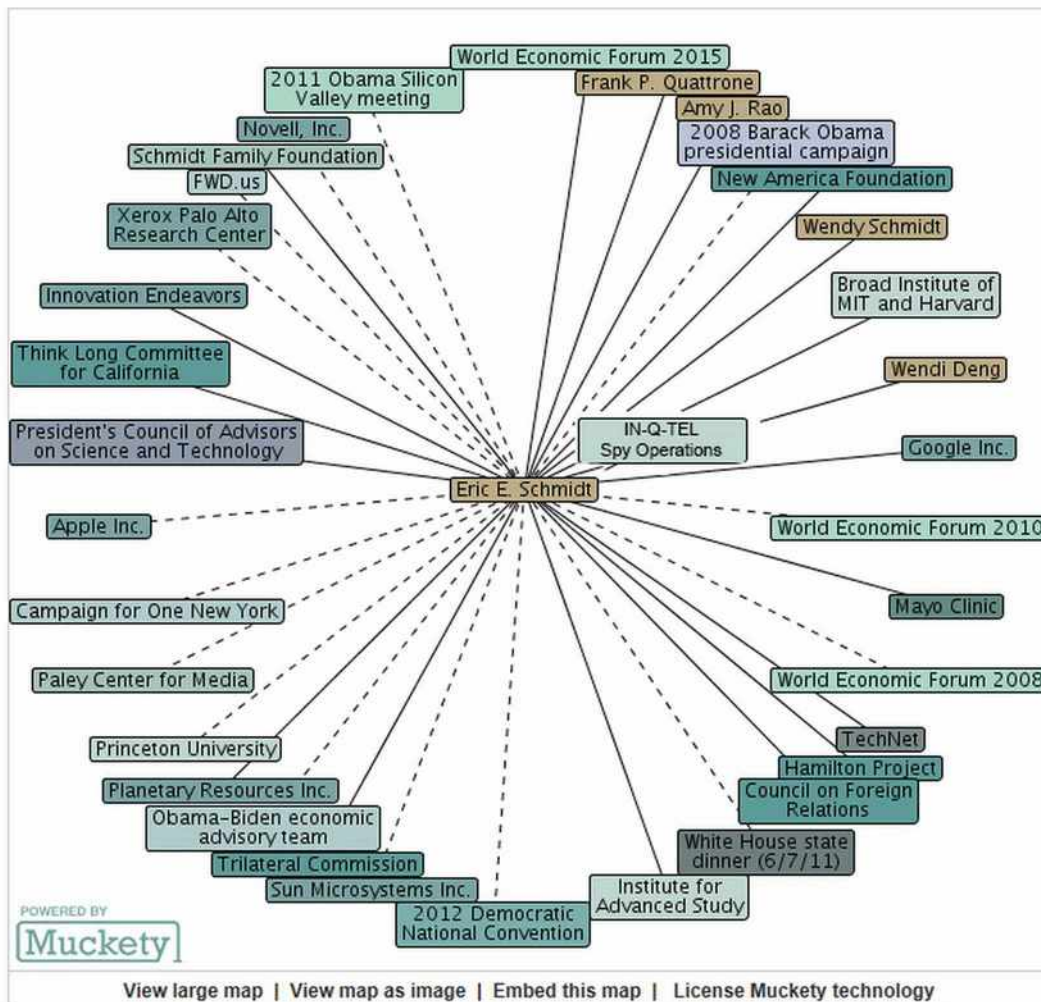 World Economic Forum 2015
2011 Obama Silicon
Valley meeting
Frank P. Quattrone
Amy J. Rao
Novell, Inc.
2008 Barack Obama
presidential campaign
Schmidt Family Foundation
FWD.us
New America Foundation
Xerox Palo Alto
Research Center
Wendy Schmidt
Innovation Endeavors
Broad Institute of
MIT and Harvard
Think Long Committee
for California
Wendi Deng
President's Council of Advisors
on Science and Technology
IN-Q-TEL
Spy Operations
Google Inc.
Eric E. Schmidt
Apple Inc.
World Economic Forum 2010
Campaign for One New York
Mayo Clinic
Paley Center for Media
World Economic Forum 2008
Princeton University
TechNet
Planetary Resources Inc.
Hamilton Project
Obama-Biden economic
advisory team
Council on Foreign
Relations
Trilateral Commission
White House state
dinner (6/7/11)
Sun Microsystems Inc.
Institute for
Advanced Study
2012 Democratic
National Convention
POWERED BY
Muckety
View large map | View map as image | Embed this map | License Muckety technology